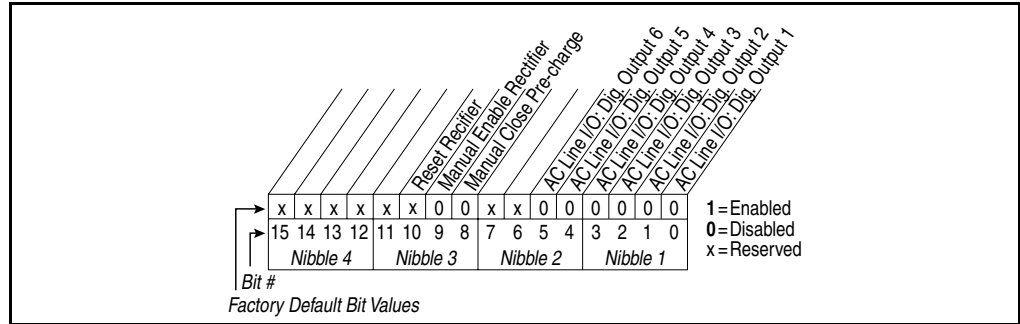 Reset Recifier
Manual Enable Rectifier
Manual Close Pre-charge
AC Line I/O: Dig. Output 6
AC Line I/O: Dig. Output 5
AC Line I/O: Dig. Output 4
AC Line I/O: Dig. Output 3
AC Line I/O: Dig. Output 2
AC Line I/O: Dig. Output 1
x x x x x x 0 0 x x 0 0 0 0 0 0
15 14 13 12 11 10 9 8 7 6 5 4 3 2 1 0
Nibble 4 Nibble 3 Nibble 2 Nibble 1
Bit #
Factory Default Bit Values
1=Enabled
0=Disabled
x=Reserved